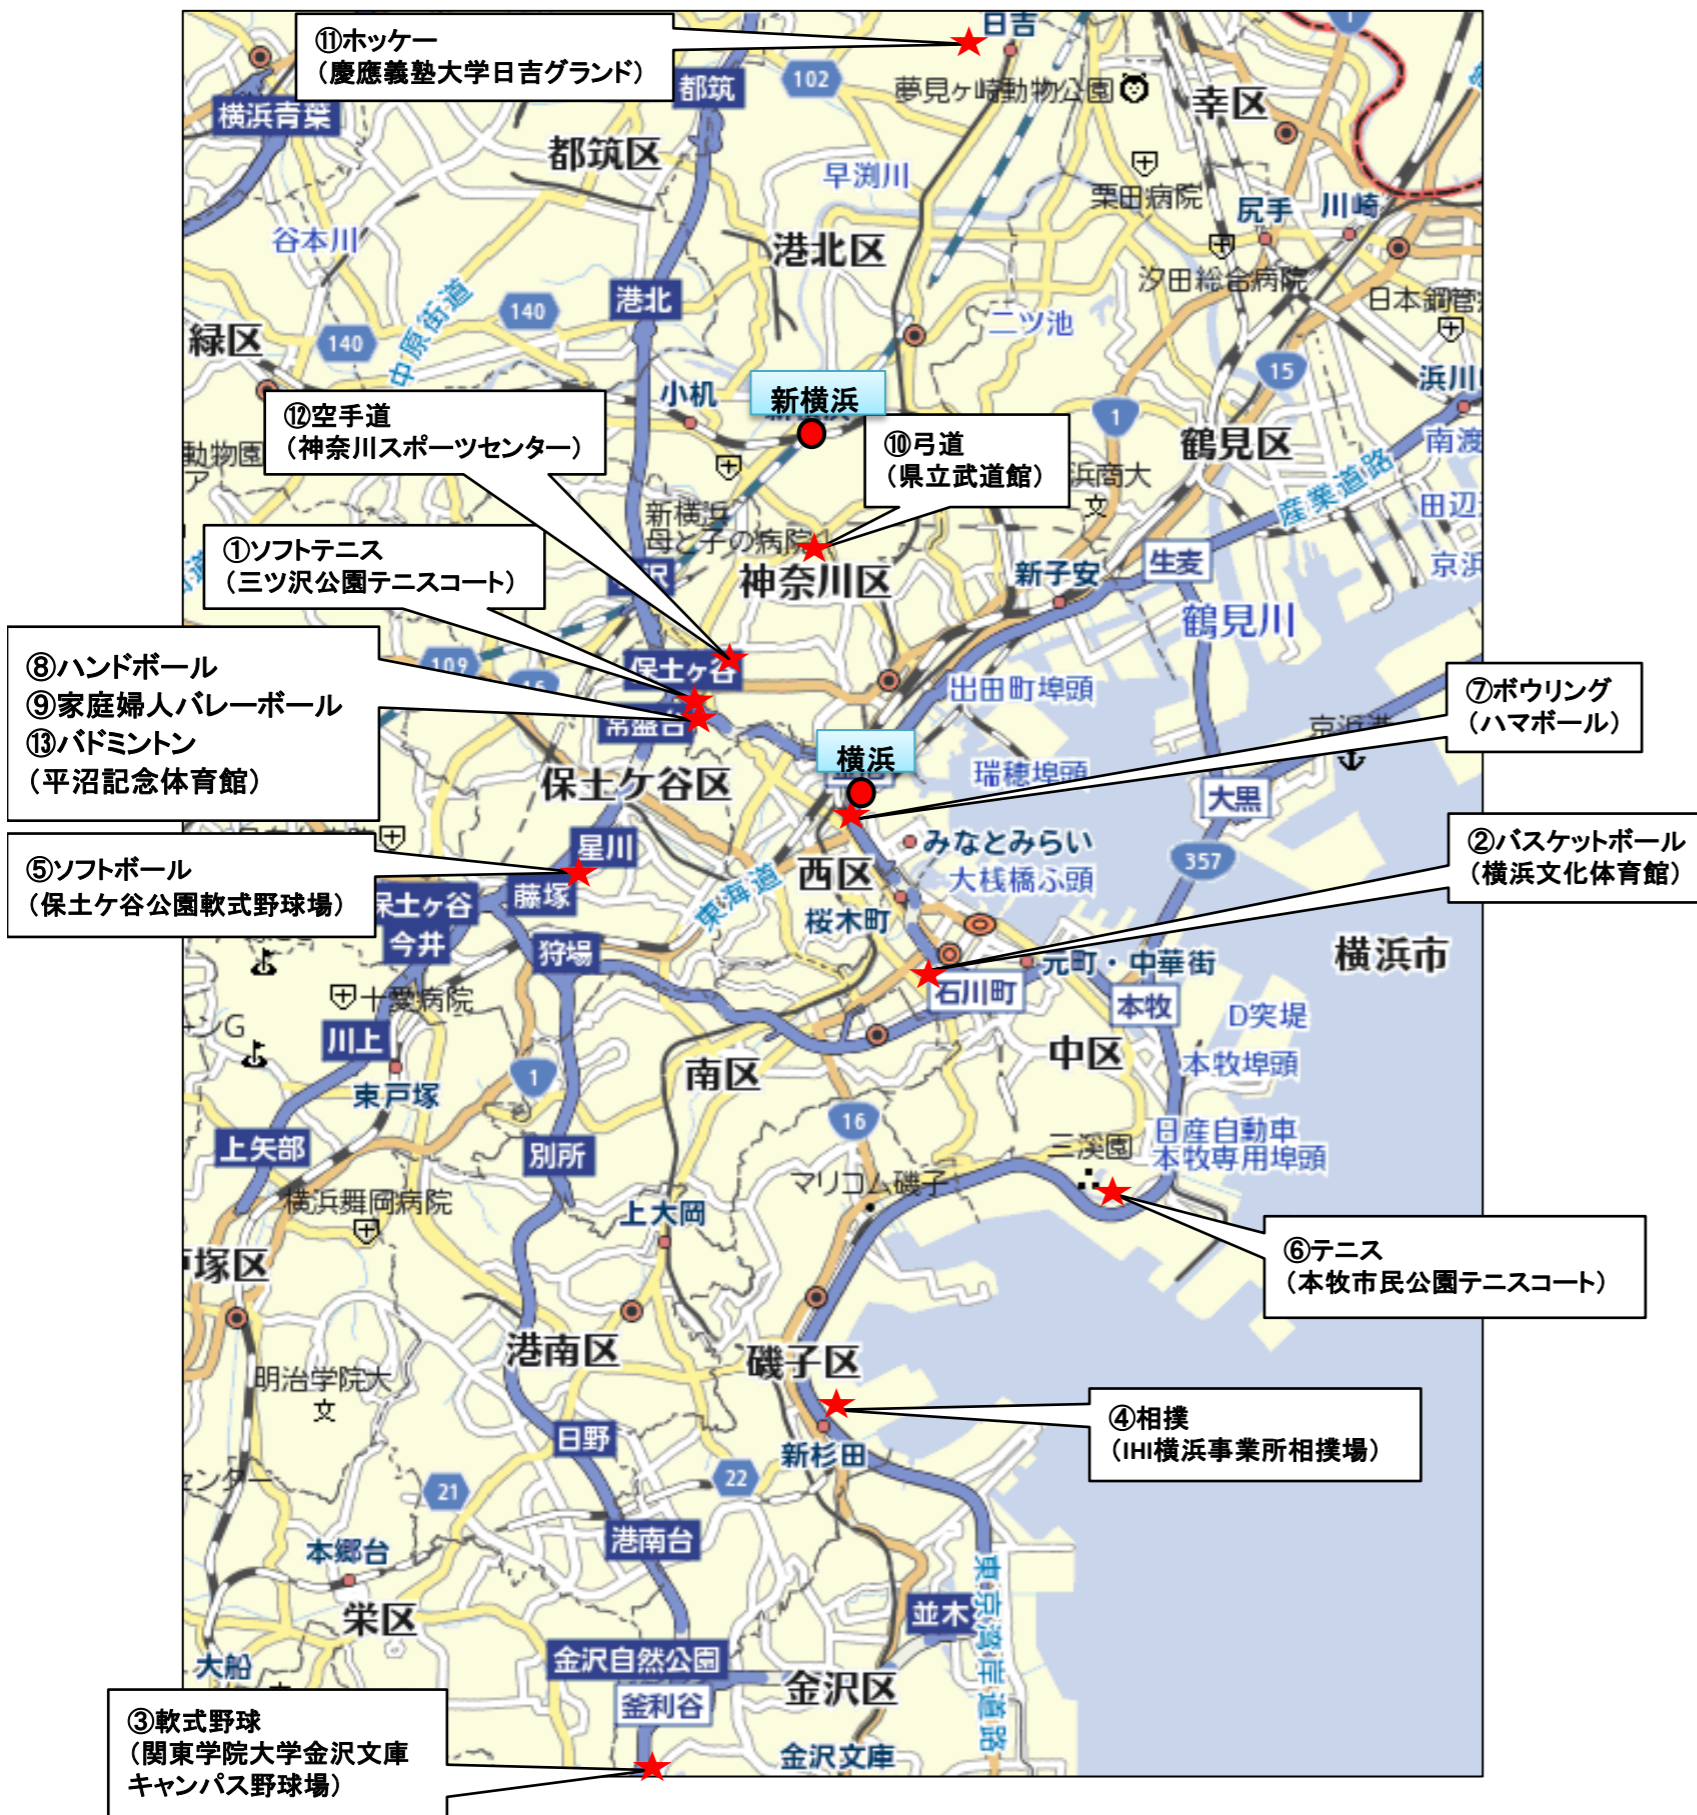 ⑪ホッケー
（慶應義塾大学日吉グランド）
日吉
1
横浜青葉
都筑
102
夢見ヶ崎動物公園
幸区
都筑区
早渕川
栗田病院
尻手
川崎
谷本川
港北区
汐田総合病院
日本鋼管
港北
140
中原街道
二ツ池
緑区
140
15
浜川
小机
新横浜
1
⑫空手道
（神奈川スポーツセンター）
⑩弓道
（県立武道館）
鶴見区
南渡
動物園
ア
浜商大
産業道路
田辺
新横浜
母と子の病院
①ソフトテニス
（三ツ沢公園テニスコート）
沢
神奈川区
新子安
生麦
京浜
鶴見川
⑧ハンドボール
⑨家庭婦人バレーボール
⑬バドミントン
（平沼記念体育館）
109
16
保土ヶ谷
常盤台
出田町埠頭
⑦ボウリング
（ハマボール）
京浜港
横浜
瑞穂埠頭
保土ケ谷区
大黒
星川
みなとみらい
②バスケットボール
（横浜文化体育館）
⑤ソフトボール
（保土ケ谷公園軟式野球場）
357
西区
大桟橋ふ頭
藤塚
東海道
保土ヶ谷
桜木町
今井
狩場
元町・中華街
横浜市
十愛病院
石川町
本牧
D突堤
ンG
川上
南区
中区
本牧埠頭
1
東戸塚
16
上矢部
別所
三溪園
日産自動車
本牧専用埠頭
マリコム磯子
横浜舞岡病院
上大岡
塚区
⑥テニス
（本牧市民公園テニスコート）
港南区
磯子区
明治学院大
④相撲
（IHI横浜事業所相撲場）
日野
新杉田
センター
21
22
港南台
本郷台
東京湾岸道路
栄区
並木
大船
金沢自然公園
金沢区
釜利谷
③軟式野球
（関東学院大学金沢文庫
キャンパス野球場）
金沢文庫